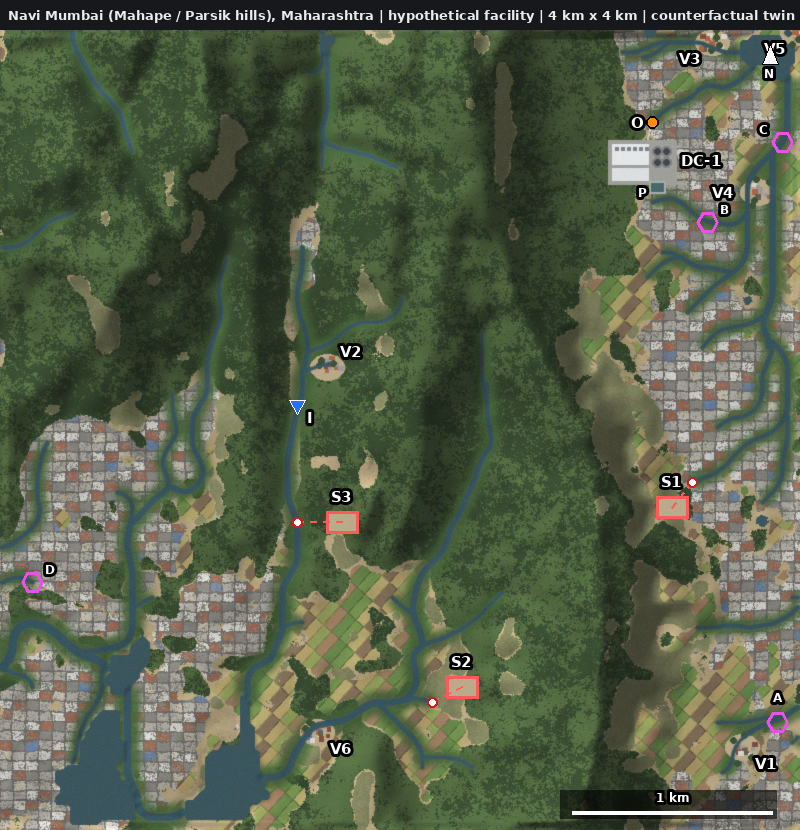 Navi Mumbai (Mahape / Parsik hills), Maharashtra | hypothetical facility | 4 km x 4 km | counterfactual twin
V3
V5
N
O
C
DC-1
P
V4
B
V2
I
S1
S3
D
S2
A
V6
V1
1 km